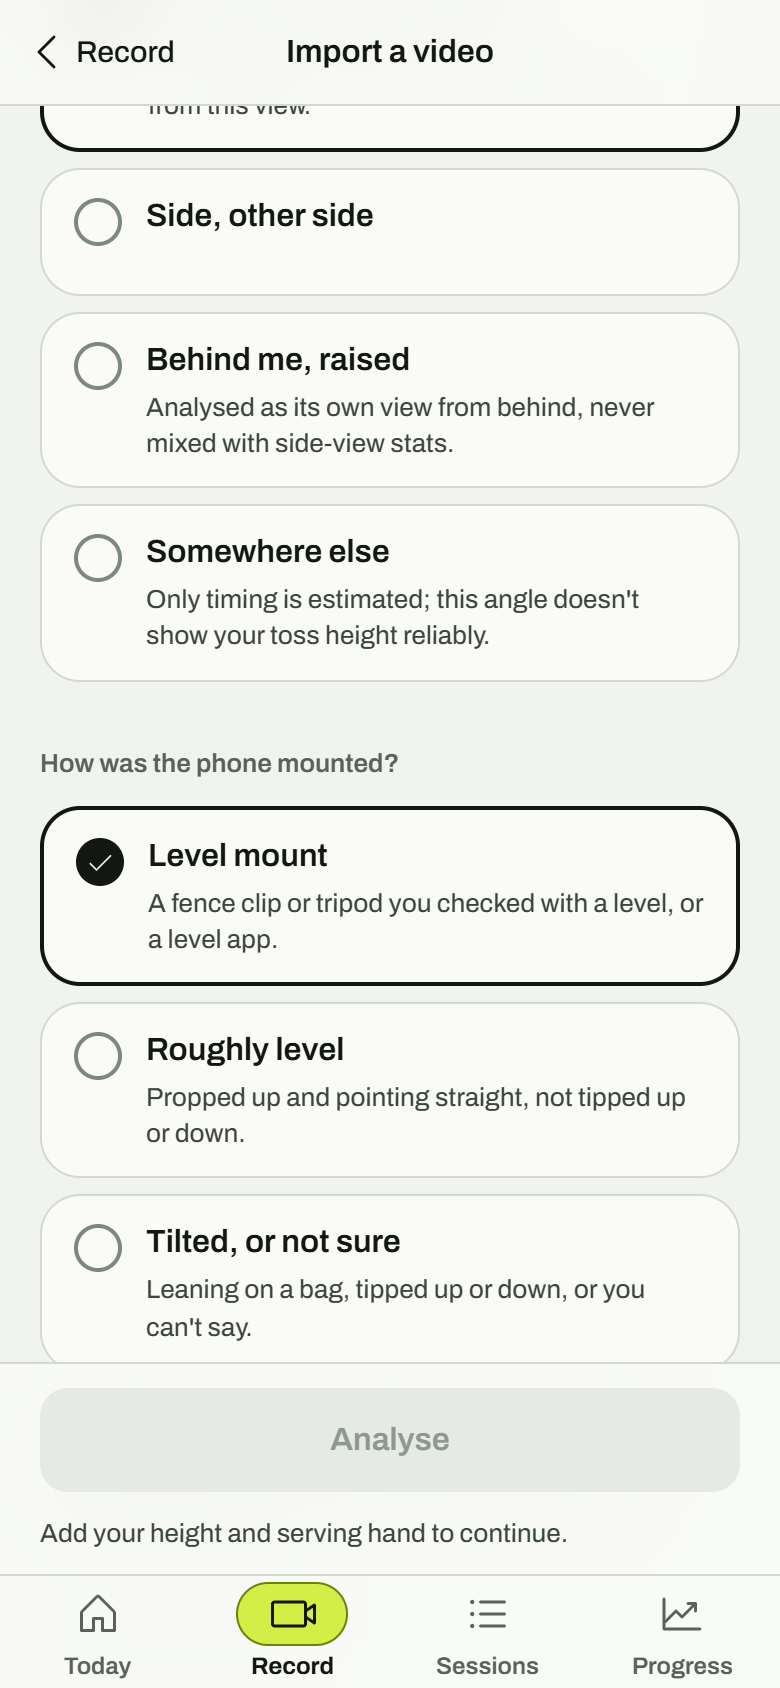 Record
Import a video
from this view.
Side, other side
Behind me, raised
Analysed as its own view from behind, never
mixed with side-view stats.
Somewhere else
Only timing is estimated; this angle doesn't
show your toss height reliably.
How was the phone mounted?
Level mount
A fence clip or tripod you checked with a level, or
a level app.
Roughly level
Propped up and pointing straight, not tipped up
or down.
Tilted, or not sure
Leaning on a bag, tipped up or down, or you
can't say.
Analyse
Add your height and serving hand to continue.
Today
Record
Sessions
Progress